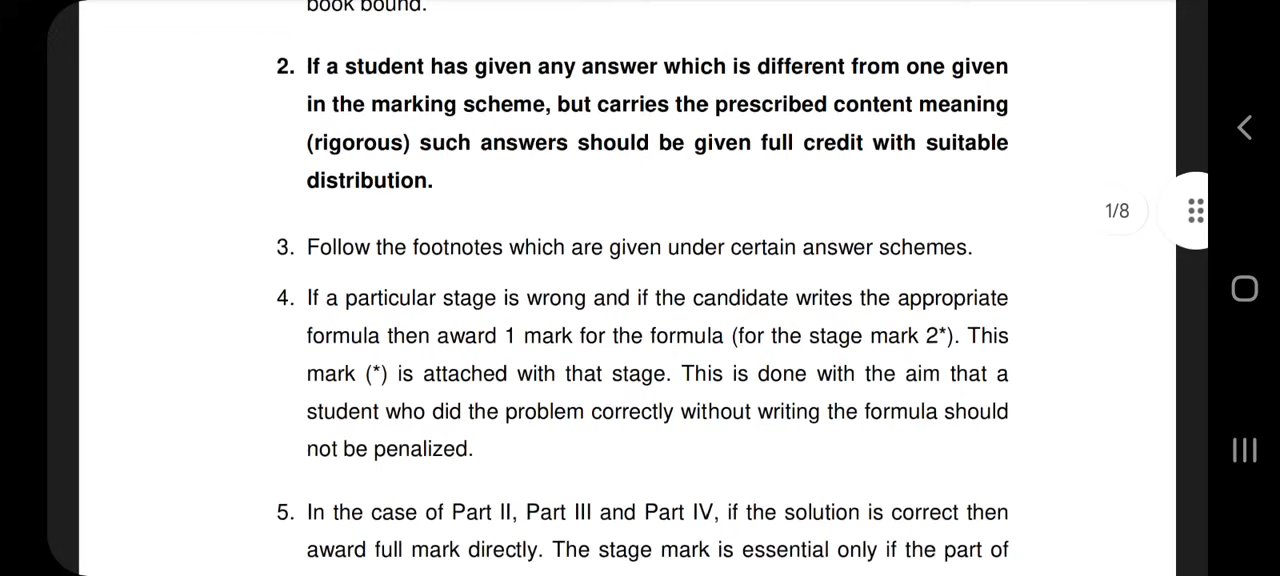 book bound.
2. If a student has given any answer which is different from one given
in the marking scheme, but carries the prescribed content meaning
(rigorous) such answers should be given full credit with suitable
distribution.
1/8
3. Follow the footnotes which are given under certain answer schemes.
4. If a particular stage is wrong and if the candidate writes the appropriate
formula then award 1 mark for the formula (for the stage mark 2*). This
mark (*) is attached with that stage. This is done with the aim that a
student who did the problem correctly without writing the formula should
not be penalized.
5. In the case of Part II, Part III and Part IV, if the solution is correct then
award full mark directly. The stage mark is essential only if the part of